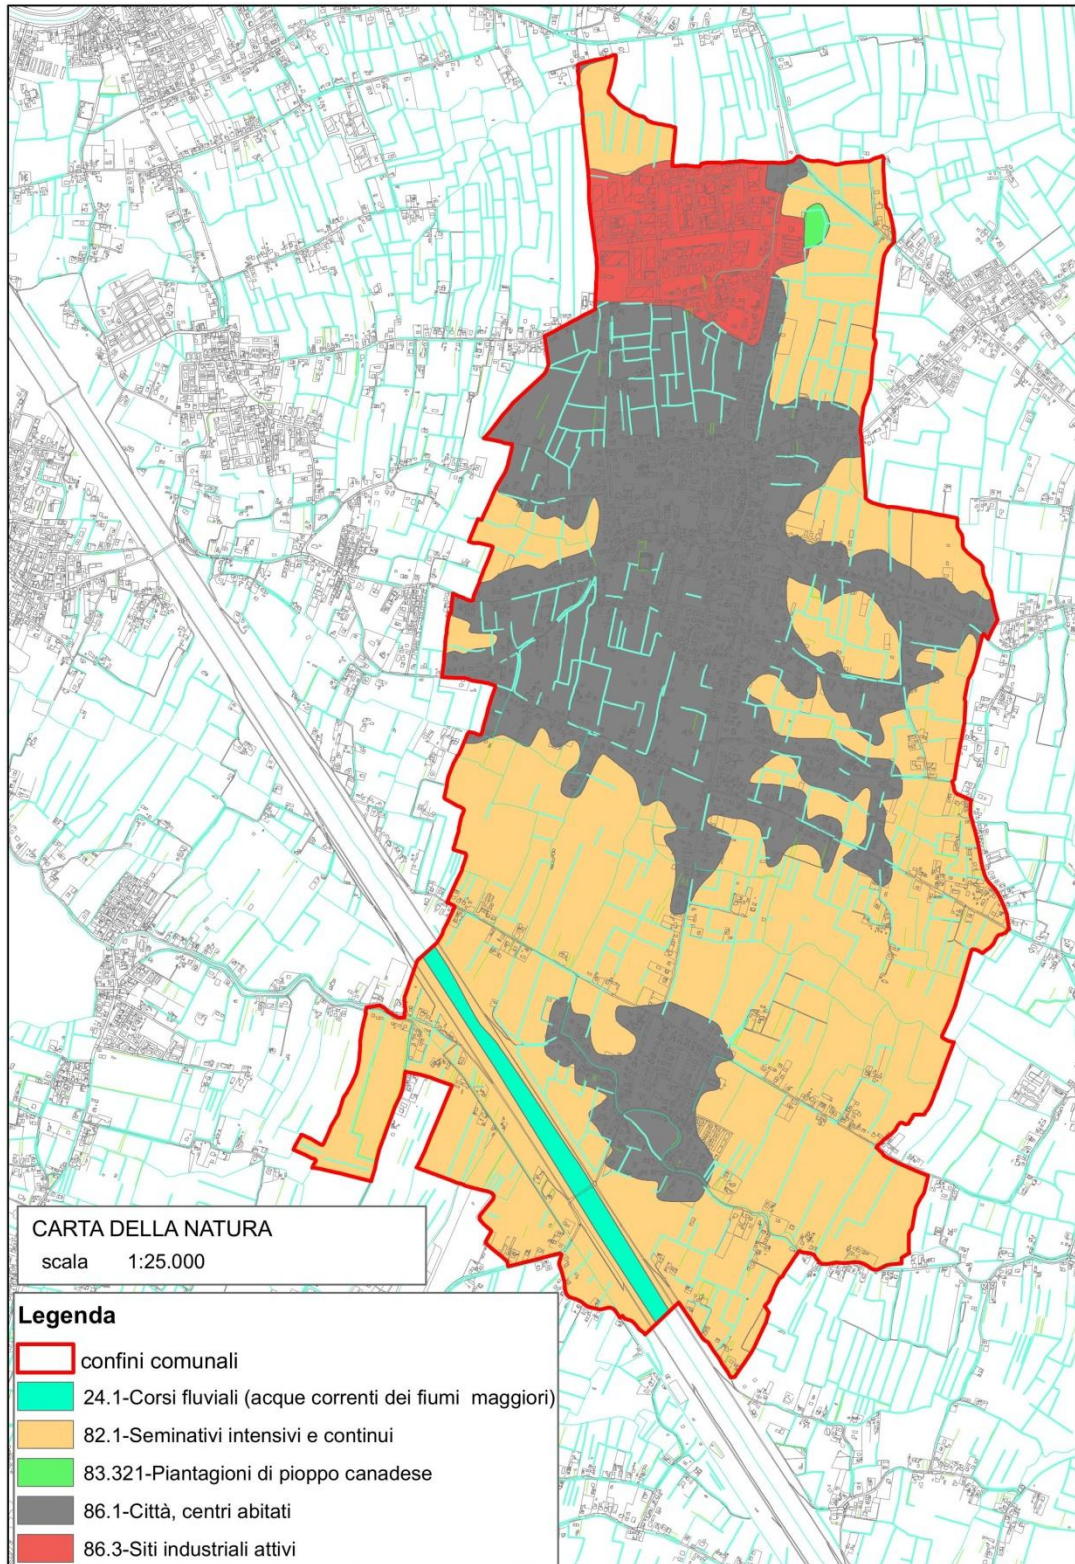 CARTA DELLA NATURA
scala 1:25.000
Legenda
confini comunali
24.1-Corsi fluviali (acque correnti dei fiumi maggiori)
82.1-Seminativi intensivi e continui
83.321-Piantagioni di pioppo canadese
86.1-Città, centri abitati
86.3-Siti industriali attivi